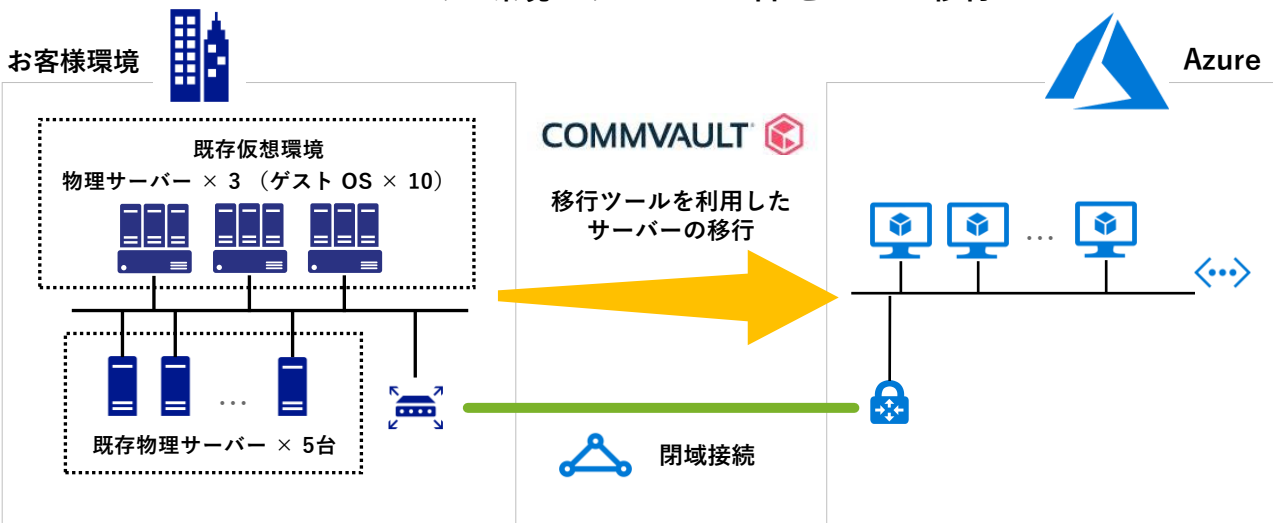 お客様環境
Azure
既存仮想環境
物理サーバー × 3 (ゲスト OS × 10)
COMMVAULT
移行ツールを利用した
サーバーの移行
…
…
既存物理サーバー × 5台
閉域接続